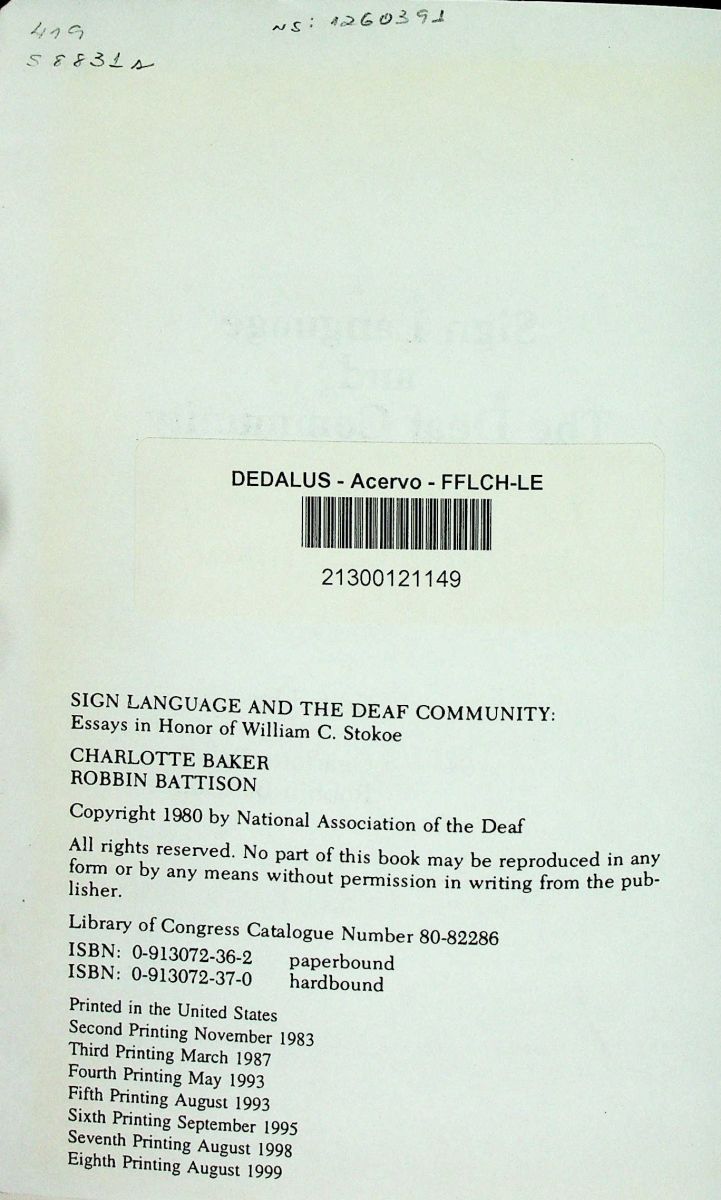 419
NS: 1260391
S8831s
DEDALUS - Acervo - FFLCH-LE
21300121149
SIGN LANGUAGE AND THE DEAF COMMUNITY:
Essays in Honor of William C. Stokoe
CHARLOTTE BAKER
ROBBIN BATTISON
Copyright 1980 by National Association of the Deaf
All rights reserved. No part of this book may be reproduced in any
form or by any means without permission in writing from the pub-
lisher.
Library of Congress Catalogue Number 80-82286
ISBN: 0-913072-36-2 paperbound
ISBN: 0-913072-37-0 hardbound
Printed in the United States
Second Printing November 1983
Third Printing March 1987
Fourth Printing May 1993
Fifth Printing August 1993
Sixth Printing September 1995
Seventh Printing August 1998
Eighth Printing August 1999